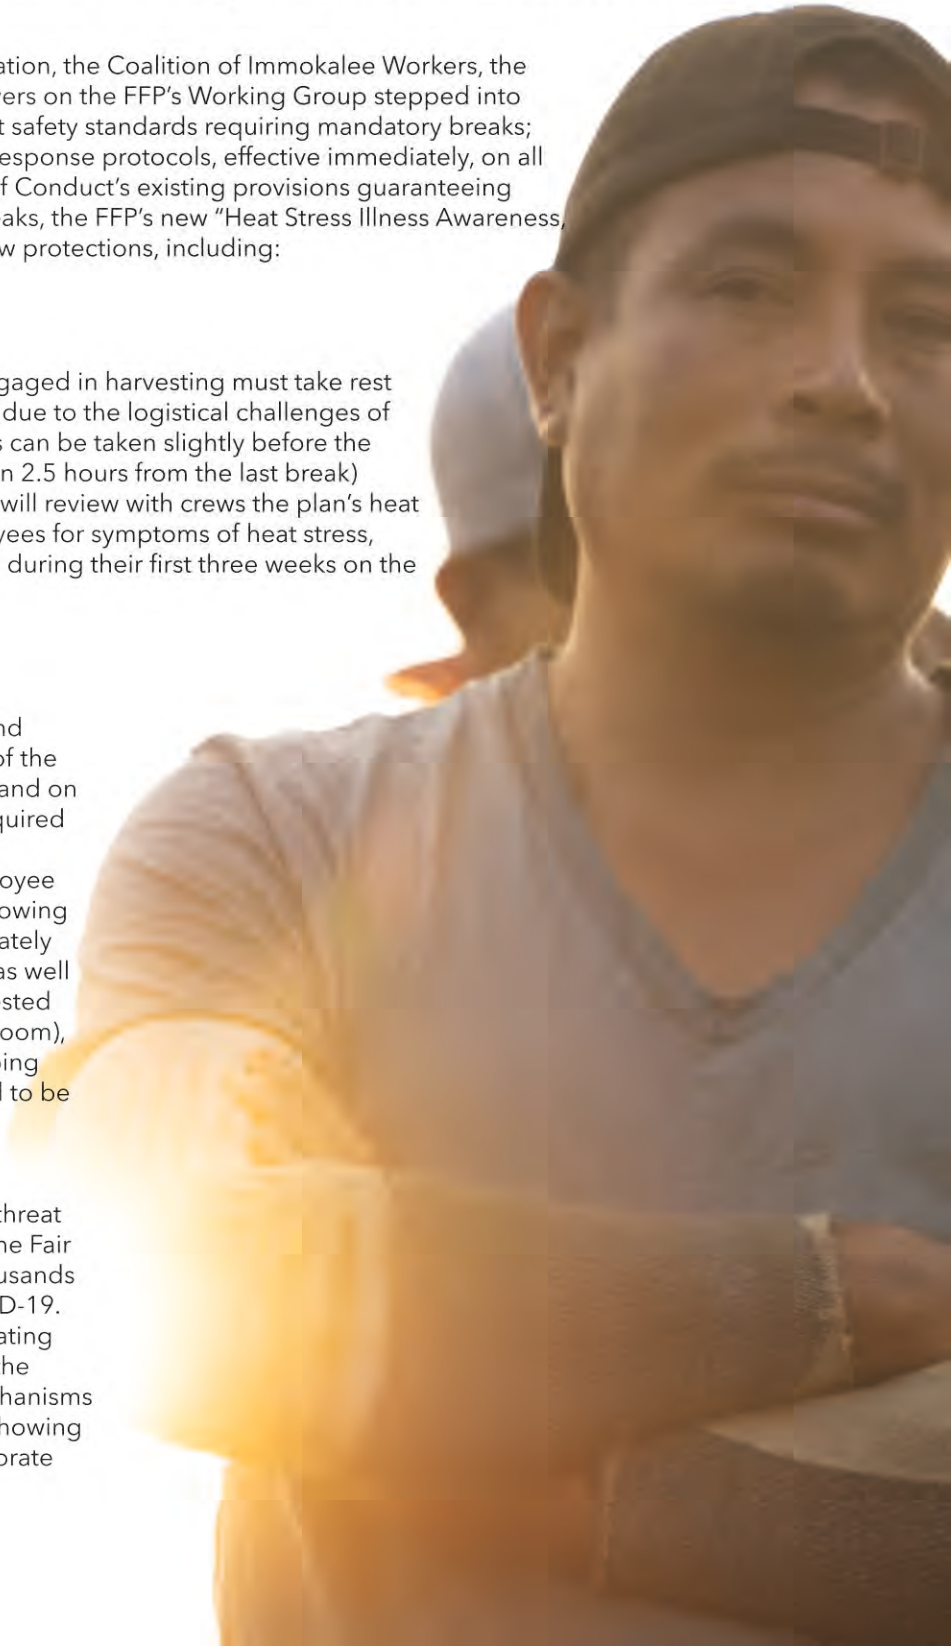 ation, the Coalition of Immokalee Workers, the
vers on the FFP's Working Group stepped into
t safety standards requiring mandatory breaks;
esponse protocols, effective immediately, on all
f Conduct's existing provisions guaranteeing
aks, the FFP's new “Heat Stress Illness Awareness,
w protections, including:
gaged in harvesting must take rest
due to the logistical challenges of
s can be taken slightly before the
n 2.5 hours from the last break)
will review with crews the plan's heat
yees for symptoms of heat stress,
during their first three weeks on the
nd
of the
and on
quired
oyee
owing
ately
as well
sted
oom),
ping
l to be
threat
he Fair
usands
D-19.
ating
the
hanisms
howing
orate